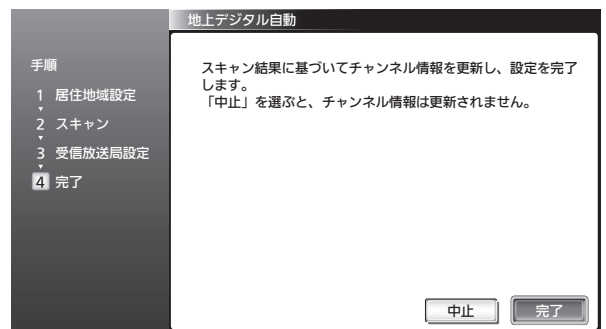 地上デジタル自動
手順
1 居住地域設定
2 スキャン
3 受信放送局設定
4 完了
スキャン結果に基づいてチャンネル情報を更新し、設定を完了
します。
「中止」を選ぶと、チャンネル情報は更新されません。
中止
完了